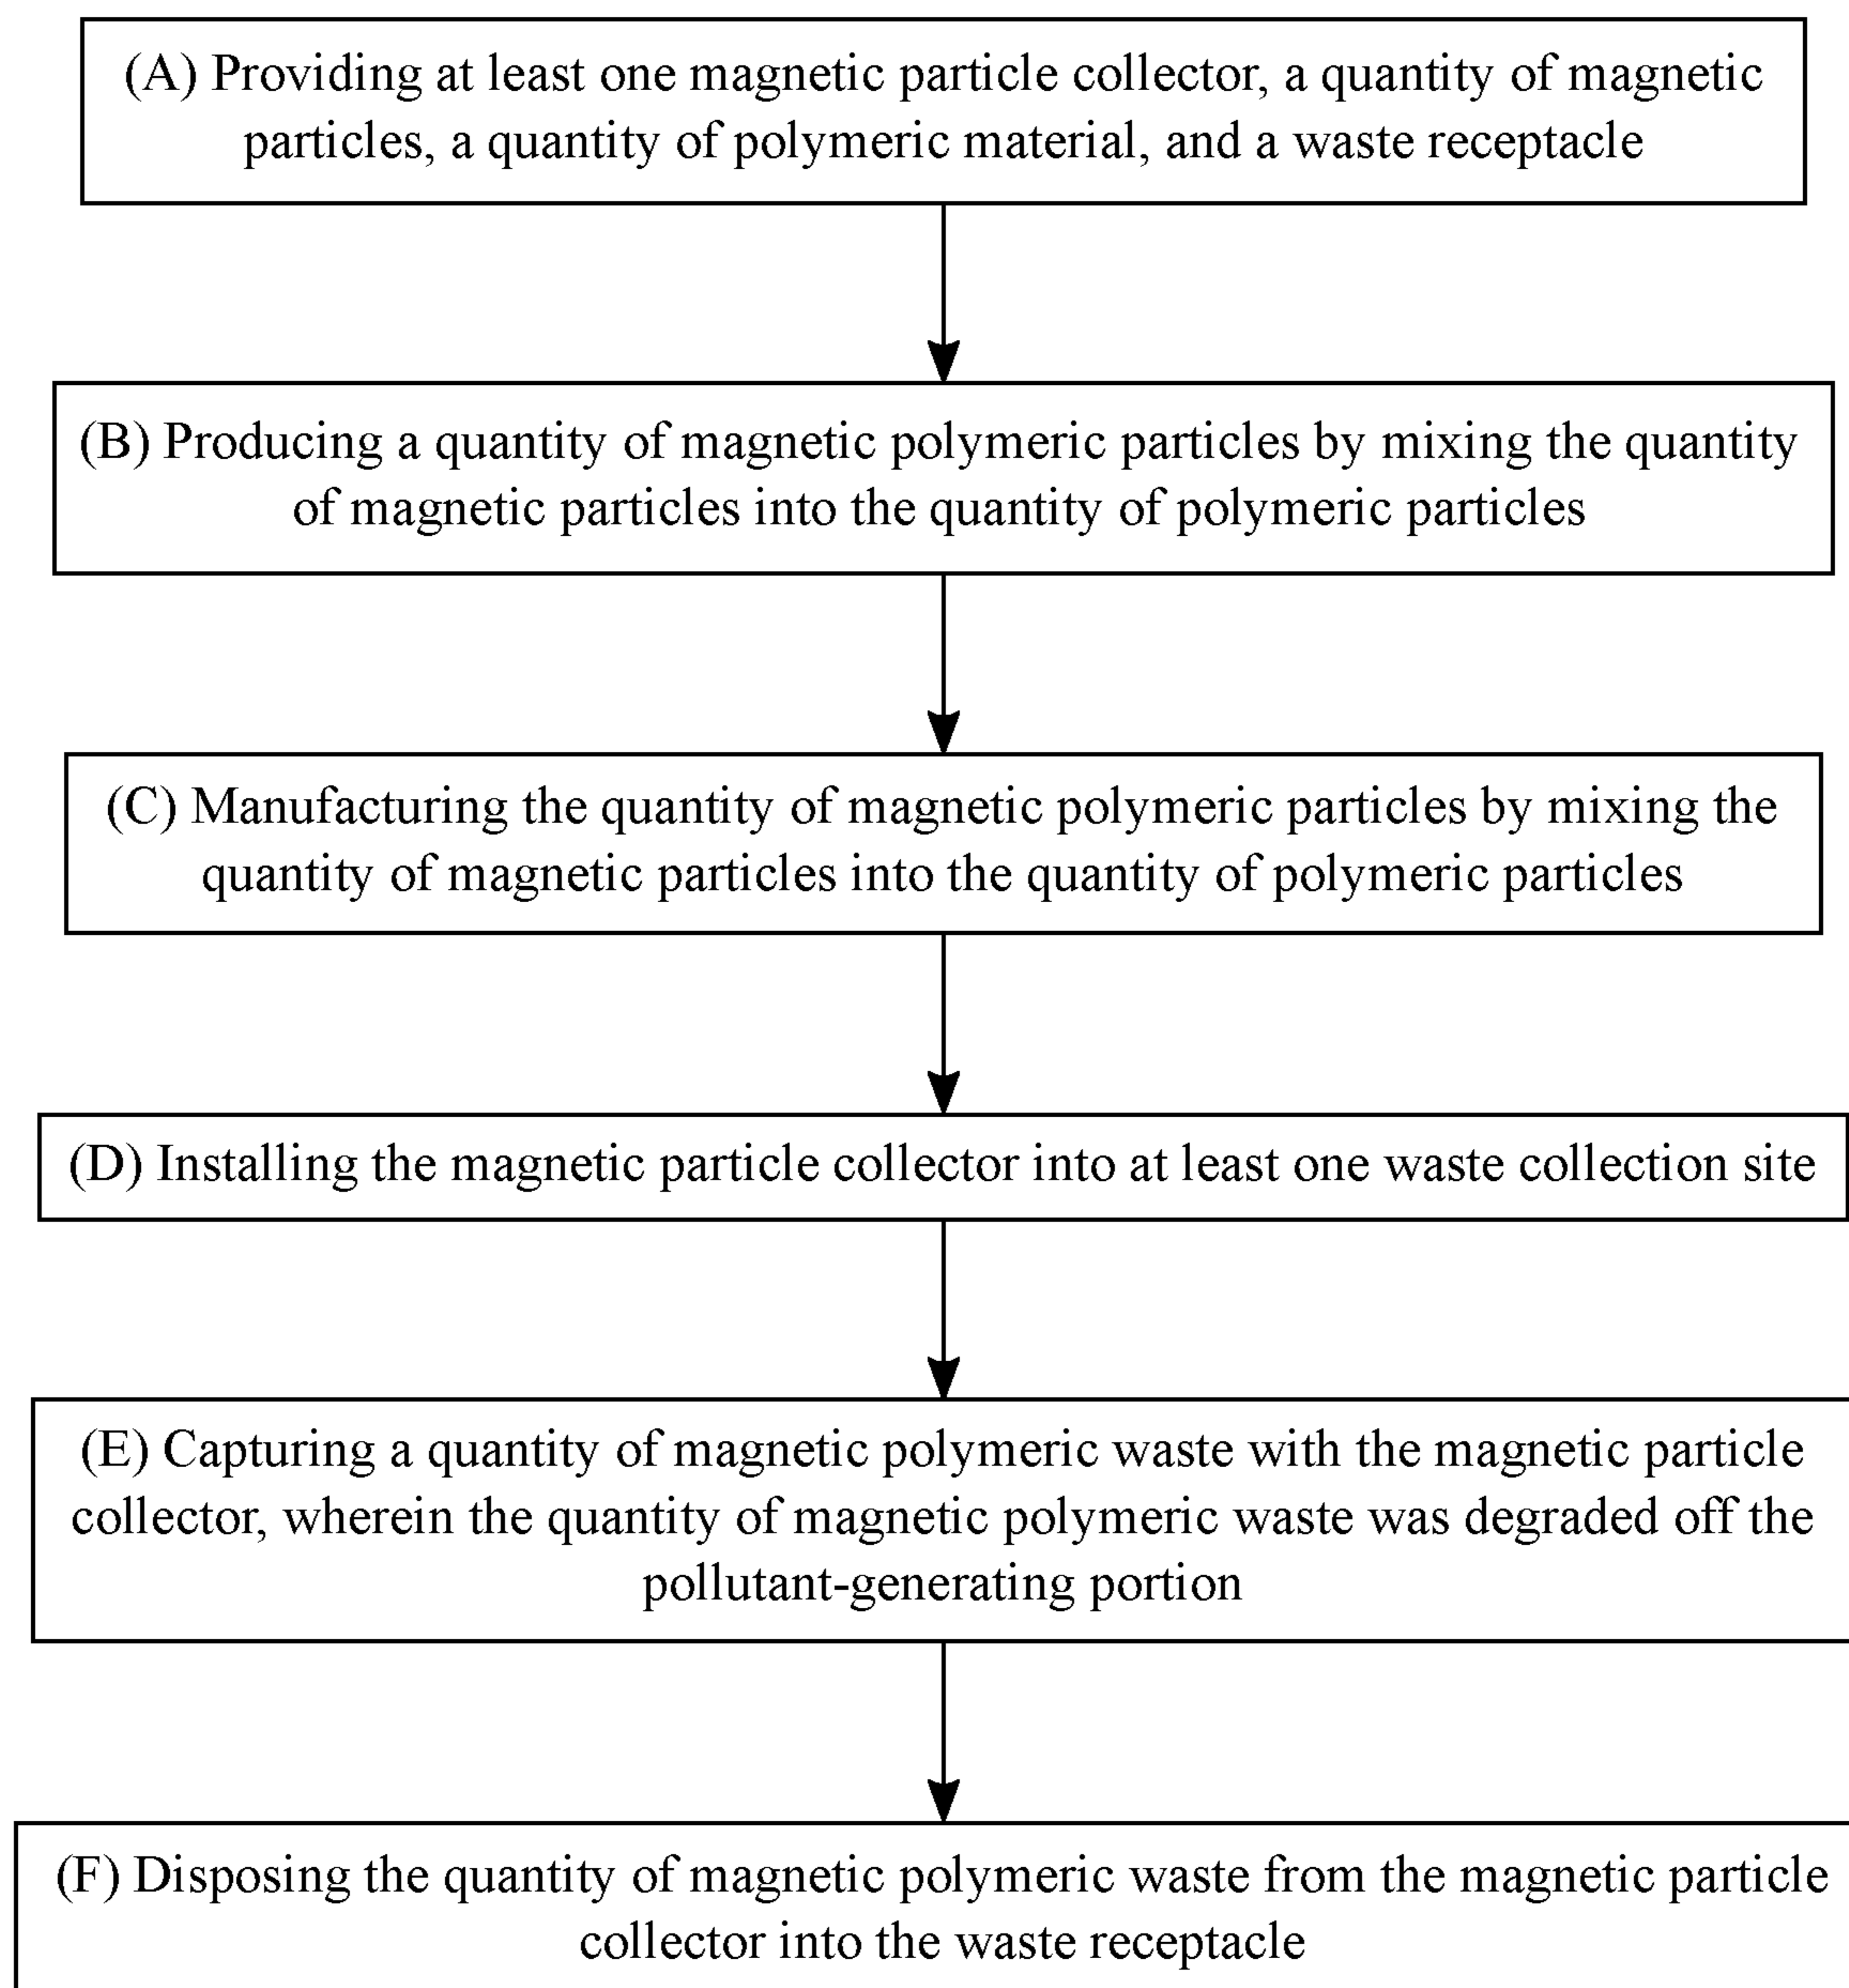 (A) Providing at least one magnetic particle collector, a quantity of magnetic
particles, a quantity of polymeric material, and a waste receptacle
(B) Producing a quantity of magnetic polymeric particles by mixing the quantity
of magnetic particles into the quantity of polymeric particles
(C) Manufacturing the quantity of magnetic polymeric particles by mixing the
quantity of magnetic particles into the quantity of polymeric particles
(D) Installing the magnetic particle collector into at least one waste collection site
(E) Capturing a quantity of magnetic polymeric waste with the magnetic particle
collector, wherein the quantity of magnetic polymeric waste was degraded off the
pollutant-generating portion
(F) Disposing the quantity of magnetic polymeric waste from the magnetic particle
collector into the waste receptacle